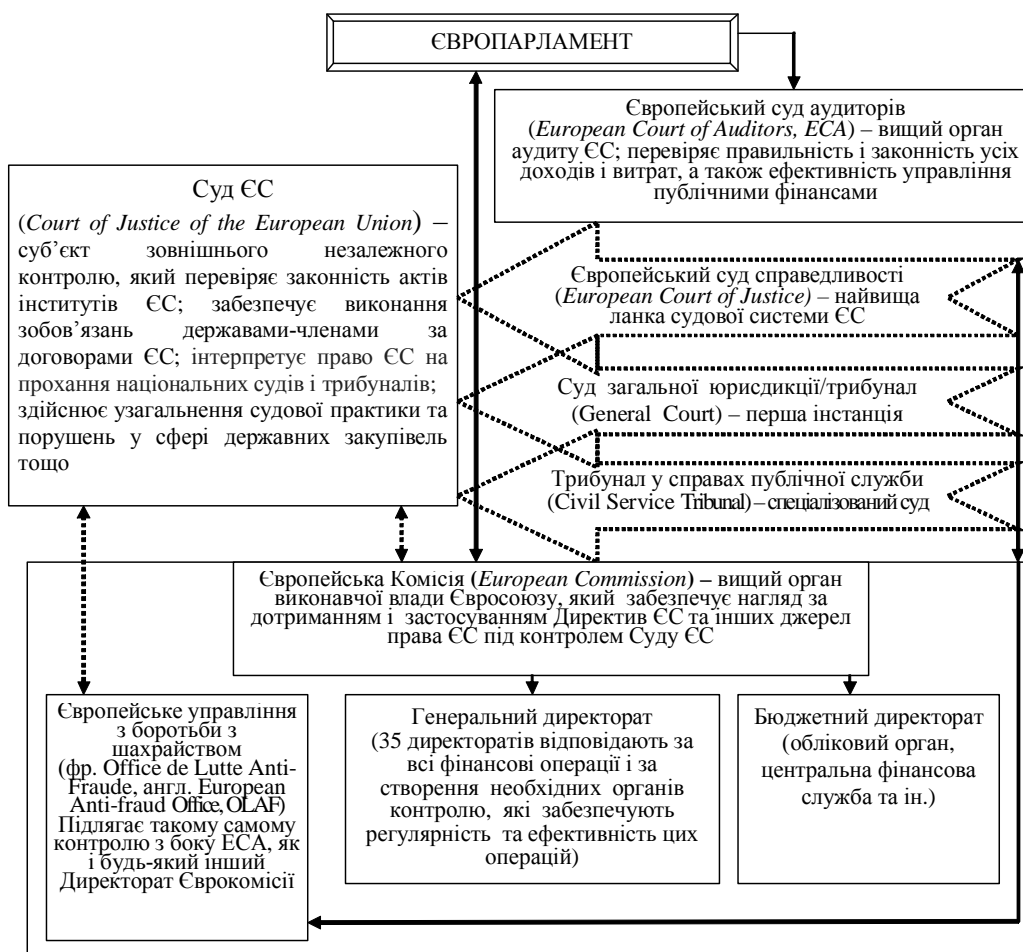 ЄВРОПАРЛАМЕНТ
Європейський суд аудиторів
(European Court of Auditors, ECA) – вищий орган
аудиту ЄС; перевіряє правильність і законність усіх
доходів і витрат, а також ефективність управління
публічними фінансами
Суд ЄС
(Court of Justice of the European Union) –
суб’єкт зовнішнього незалежного
контролю, який перевіряє законність актів
інститутів ЄС; забезпечує виконання
зобов’язань державами-членами за
договорами ЄС; інтерпретує право ЄС на
прохання національних судів і трибуналів;
здійснює узагальнення судової практики та
порушень у сфері державних закупівель
тощо
Європейський суд справедливості
(European Court of Justice) – найвища
ланка судової системи ЄС
Суд загальної юрисдикції/трибунал
(General Court) – перша інстанція
Трибунал у справах публічної служби
(Civil Service Tribunal) – спеціалізований суд
Європейська Комісія (European Commission) – вищий орган
виконавчої влади Євросоюзу, який забезпечує нагляд за
дотриманням і застосуванням Директив ЄС та інших джерел
права ЄС під контролем Суду ЄС
Європейське управління
з боротьби з
шахрайством
(фр. Office de Lutte Anti-
Fraude, англ. European
Anti-fraud Office, OLAF)
Підлягає такому самому
контролю з боку ЕСА, як
і будь-який інший
Директорат Єврокомісії
Генеральний директорат
(35 директоратів відповідають за
всі фінансові операції і за
створення необхідних органів
контролю, які забезпечують
регулярність та ефективність цих
операцій)
Бюджетний директорат
(обліковий орган,
центральна фінансова
служба та ін.)